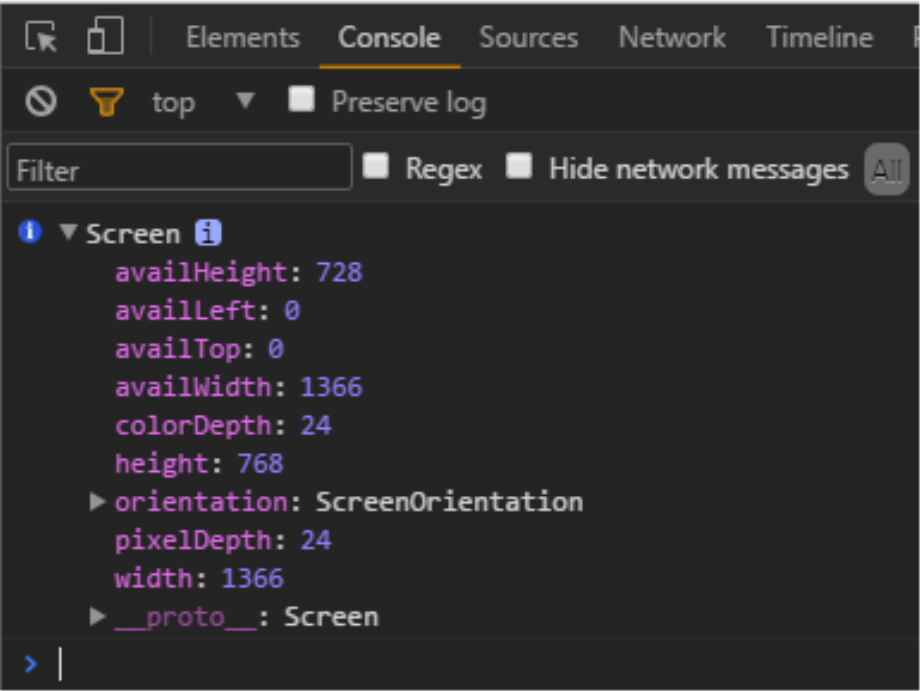 Elements Console Sources Network Timeline
top ▼ Preserve log
Filter Regex Hide network messages All
i ▼ Screen i
availHeight: 728
availLeft: 0
availTop: 0
availWidth: 1366
colorDepth: 24
height: 768
▶ orientation: ScreenOrientation
pixelDepth: 24
width: 1366
▶ __proto__: Screen
>